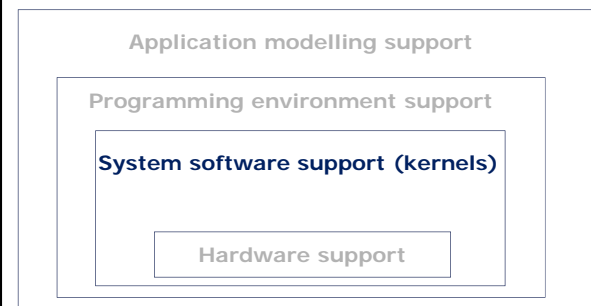 Application modelling support
Programming environment support
System software support (kernels)
Hardware support